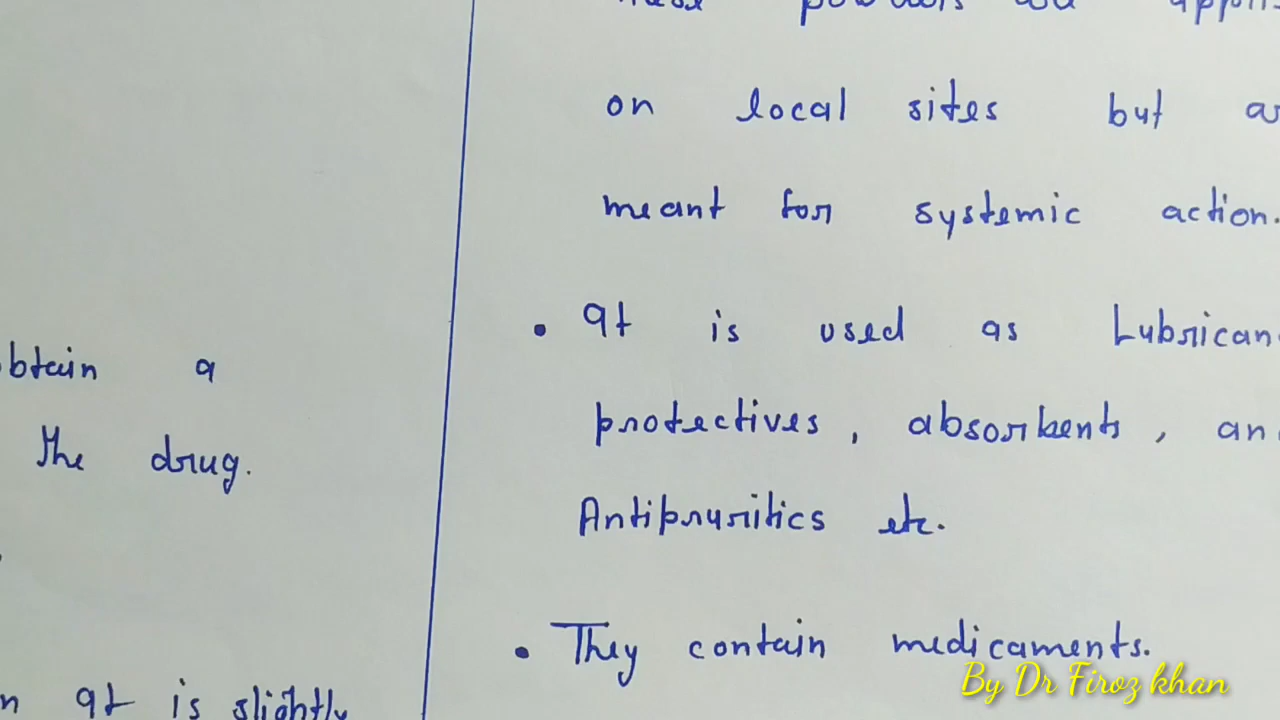 on local sites but
meant for systemic action.
• It is used as Lubrican
protectives, absorbents, an
Antipruritics etc.
• They contain medicaments.
obtain a
the drug.
n It is slightly
By Dr Firoz khan